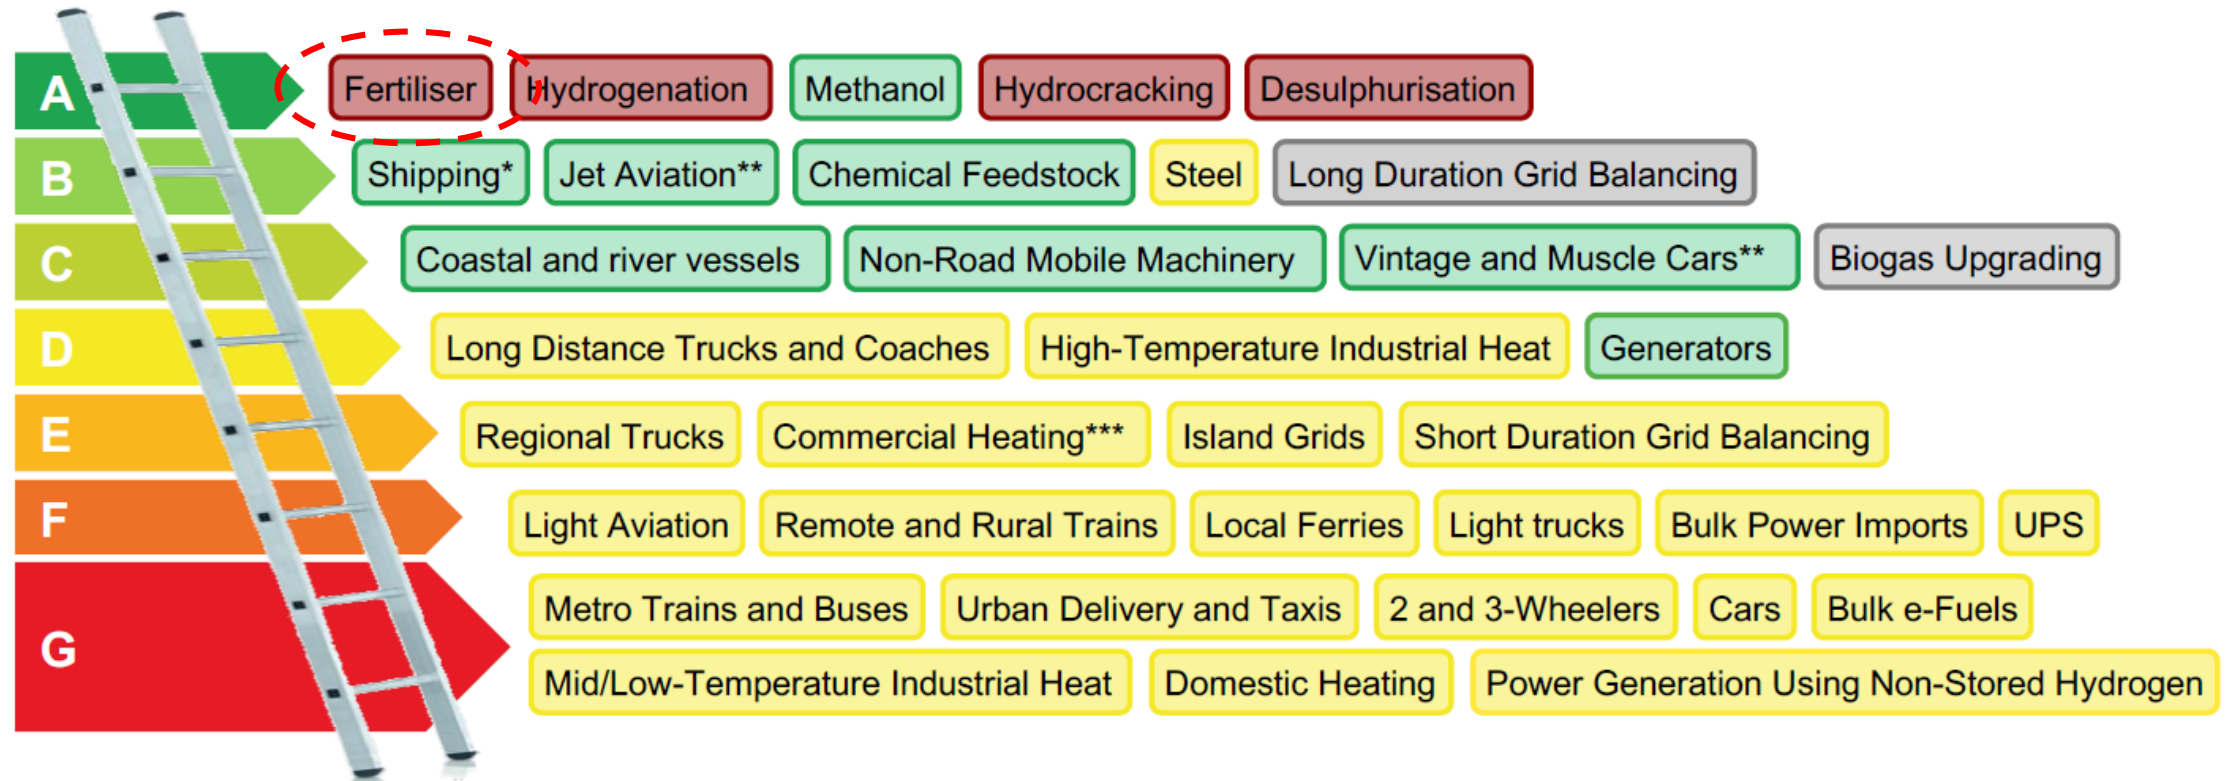 A Fertiliser Hydrogenation Methanol Hydrocracking Desulphurisation
B Shipping* Jet Aviation** Chemical Feedstock Steel Long Duration Grid Balancing
C Coastal and river vessels Non-Road Mobile Machinery Vintage and Muscle Cars** Biogas Upgrading
D Long Distance Trucks and Coaches High-Temperature Industrial Heat Generators
E Regional Trucks Commercial Heating*** Island Grids Short Duration Grid Balancing
F Light Aviation Remote and Rural Trains Local Ferries Light trucks Bulk Power Imports UPS
G Metro Trains and Buses Urban Delivery and Taxis 2 and 3-Wheelers Cars Bulk e-Fuels
Mid/Low-Temperature Industrial Heat Domestic Heating Power Generation Using Non-Stored Hydrogen